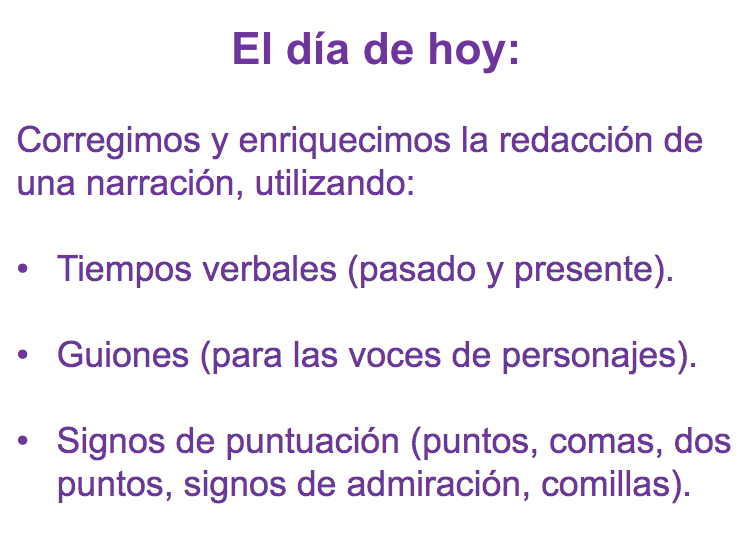 El día de hoy:
Corregimos y enriquecimos la redacción de
una narración, utilizando:
• Tiempos verbales (pasado y presente).
• Guiones (para las voces de personajes).
• Signos de puntuación (puntos, comas, dos
puntos, signos de admiración, comillas).